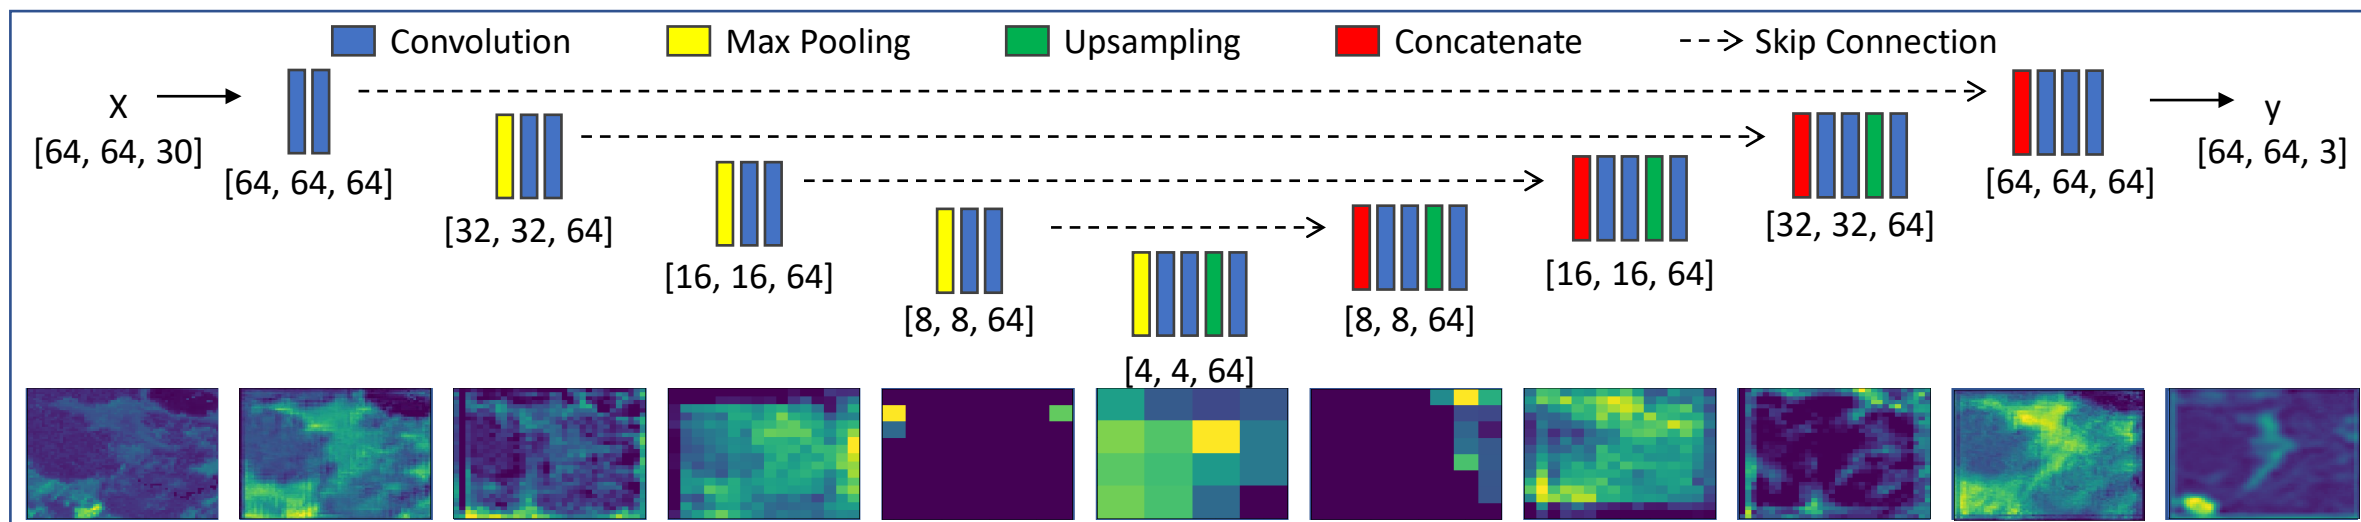 Convolution
Max Pooling
Upsampling
Concatenate
Skip Connection
X
[64, 64, 30]
[64, 64, 64]
[32, 32, 64]
[16, 16, 64]
[8, 8, 64]
[4, 4, 64]
[8, 8, 64]
[16, 16, 64]
[32, 32, 64]
[64, 64, 64]
y
[64, 64, 3]